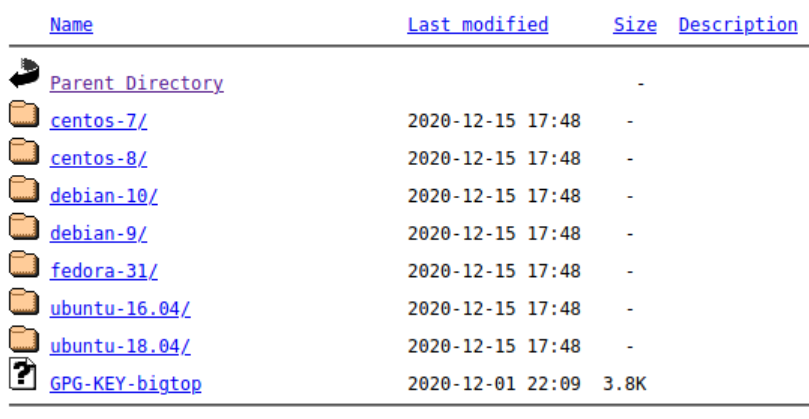 Name Last modified Size Description
Parent Directory -
centos-7/ 2020-12-15 17:48 -
centos-8/ 2020-12-15 17:48 -
debian-10/ 2020-12-15 17:48 -
debian-9/ 2020-12-15 17:48 -
fedora-31/ 2020-12-15 17:48 -
ubuntu-16.04/ 2020-12-15 17:48 -
ubuntu-18.04/ 2020-12-15 17:48 -
GPG-KEY-bigtop 2020-12-01 22:09 3.8K